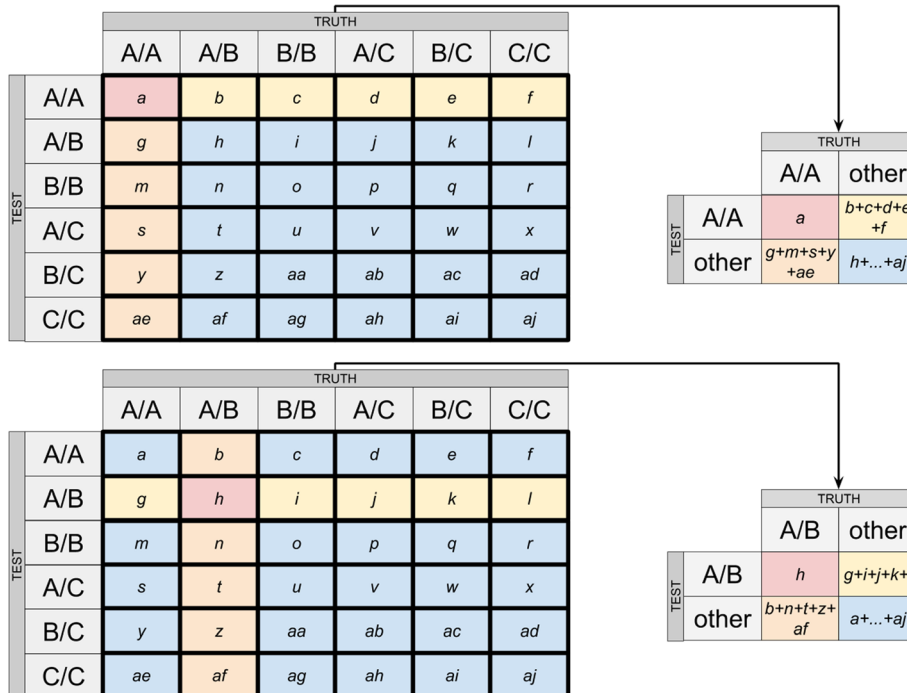 TRUTH
A/A A/B B/B A/C B/C C/C
TEST
A/A a b c d e f
A/B g h i j k l
B/B m n o p q r
A/C s t u v w x
B/C y z aa ab ac ad
C/C ae af ag ah ai aj
TRUTH
A/A other
TEST
A/A a b+c+d+e
+f
other g+m+s+y
+ae h+...+aj
TRUTH
A/A A/B B/B A/C B/C C/C
TEST
A/A a b c d e f
A/B g h i j k l
B/B m n o p q r
A/C s t u v w x
B/C y z aa ab ac ad
C/C ae af ag ah ai aj
TRUTH
A/B other
TEST
A/B h g+i+j+k+
other b+n+t+z+
af a+...+aj